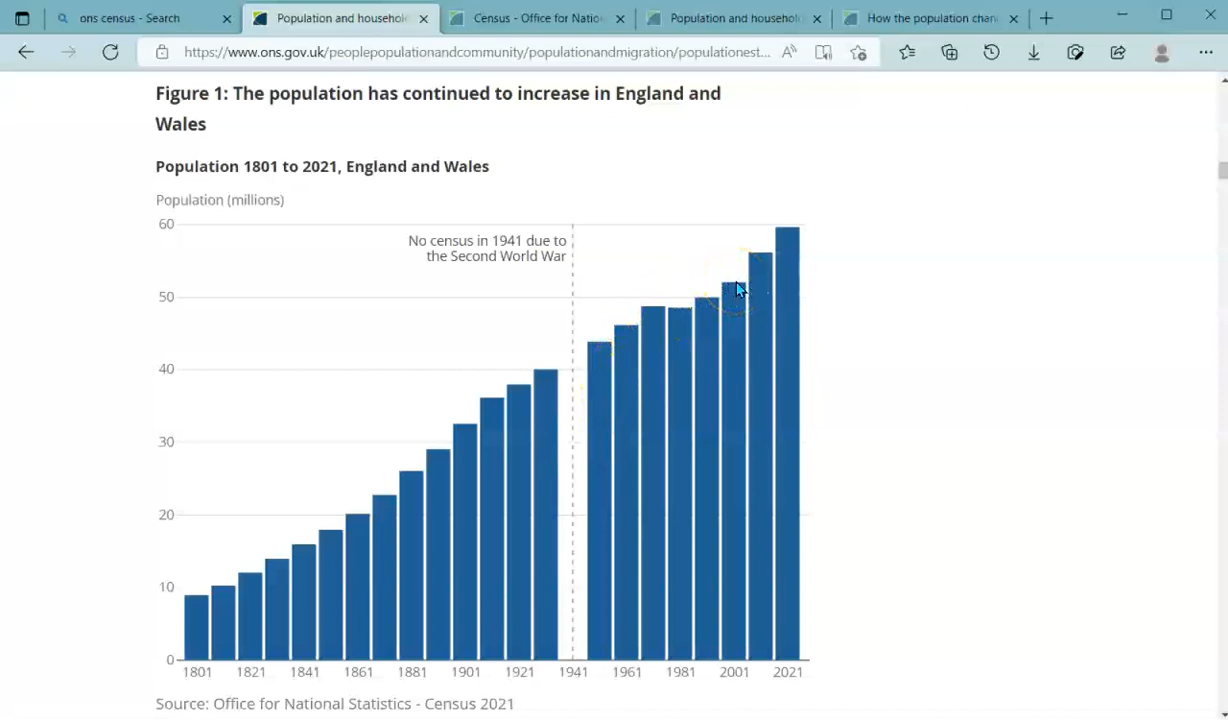 ons census - Search
Population and househol
Census - Office for Natio
Population and househol
How the population chan
https://www.ons.gov.uk/peoplepopulationandcommunity/populationandmigration/populationest...
Figure 1: The population has continued to increase in England and
Wales
Population 1801 to 2021, England and Wales
Population (millions)
60
No census in 1941 due to
the Second World War
50
40
30
20
10
0
1801 1821 1841 1861 1881 1901 1921 1941 1961 1981 2001 2021
Source: Office for National Statistics - Census 2021